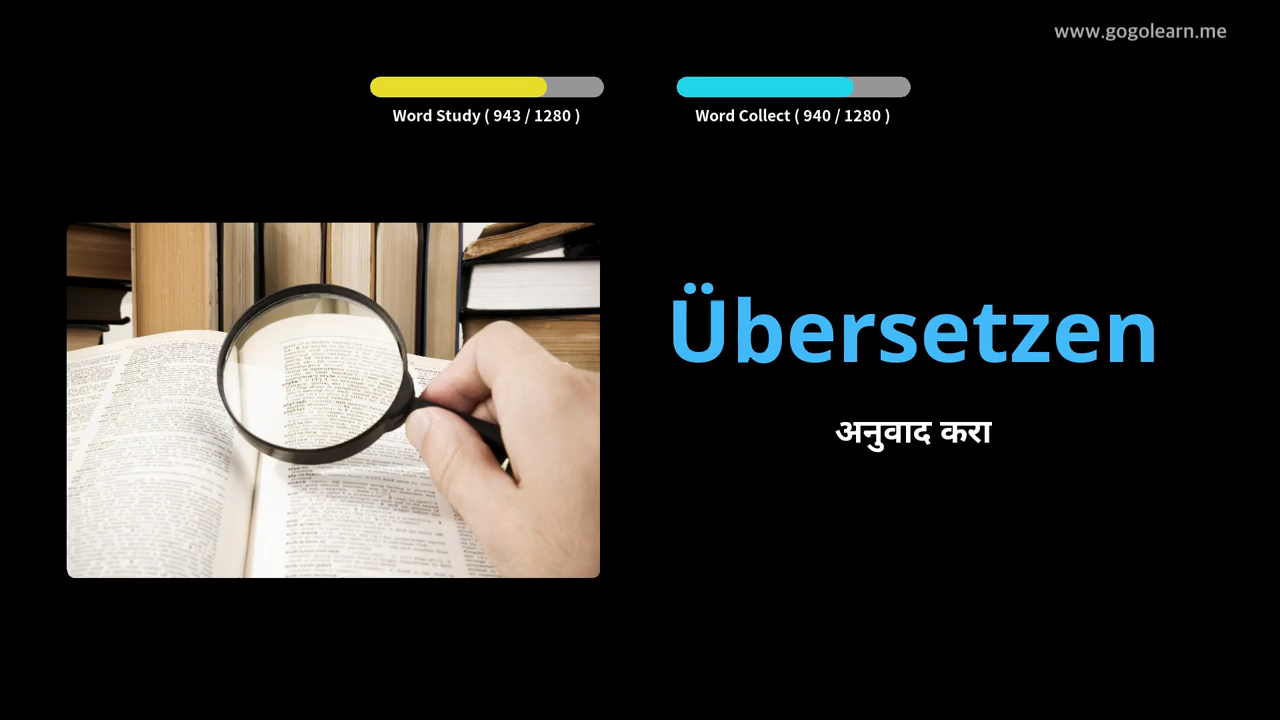 www.gogolearn.me
Word Study ( 943 / 1280 )
Word Collect ( 940 / 1280 )
Übersetzen
अनुवाद करा